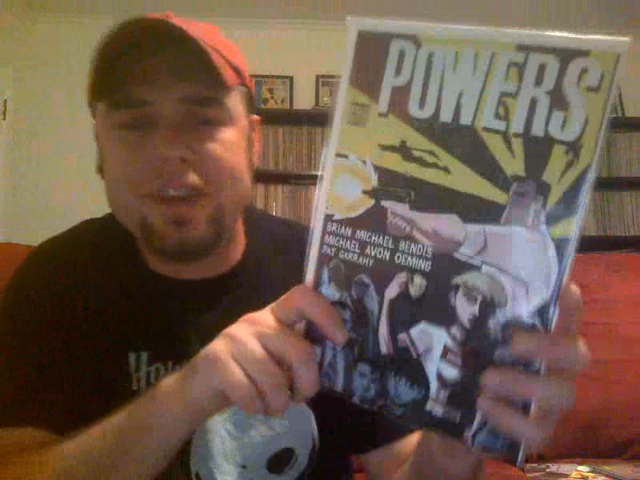 POWERS
BRIAN MICHAEL BENDIS
MICHAEL AVON OEMING
PAT GARRAHY